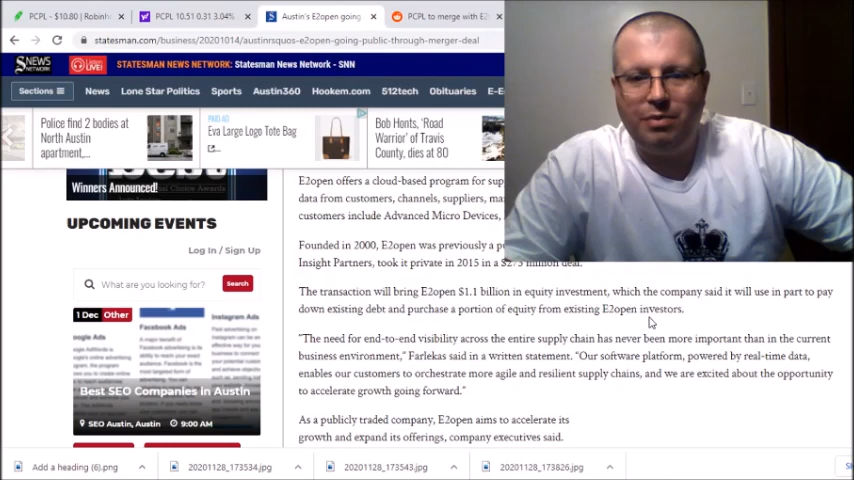 PCPL - $10.80 | Robinh
PCPL 10.51 0.31 3.04%
Austin's E2open going
PCPL to merge with E2
statesman.com/business/20201014/austinrsquos-e2open-going-public-through-merger-deal
NEWS
NETWORK
LIVE!
STATESMAN NEWS NETWORK: Statesman News Network - SNN
Sections
News
Lone Star Politics
Sports
Austin360
Hookem.com
512tech
Obituaries
E-E
Police find 2 bodies at
North Austin
apartment,...
PAID AD
Eva Large Logo Tote Bag
Bob Honts, 'Road
Warrior' of Travis
County, dies at 80
Winners Announced!
UPCOMING EVENTS
Log In / Sign Up
What are you looking for?
Search
1 Dec
Other
Google Ads
Facebook Ads
Instagram Ads
Best SEO Companies in Austin
SEO Austin, Austin
9:00 AM
E2open offers a cloud-based program for sup
data from customers, channels, suppliers, ma
customers include Advanced Micro Devices,
Founded in 2000, E2open was previously a p
Insight Partners, took it private in 2015 in a $273 million deal.
The transaction will bring E2open $1.1 billion in equity investment, which the company said it will use in part to pay
down existing debt and purchase a portion of equity from existing E2open investors.
"The need for end-to-end visibility across the entire supply chain has never been more important than in the current
business environment," Farlekas said in a written statement. "Our software platform, powered by real-time data,
enables our customers to orchestrate more agile and resilient supply chains, and we are excited about the opportunity
to accelerate growth going forward."
As a publicly traded company, E2open aims to accelerate its
growth and expand its offerings, company executives said.
Add a heading (6).png
20201128_173534.jpg
20201128_173543.jpg
20201128_173826.jpg